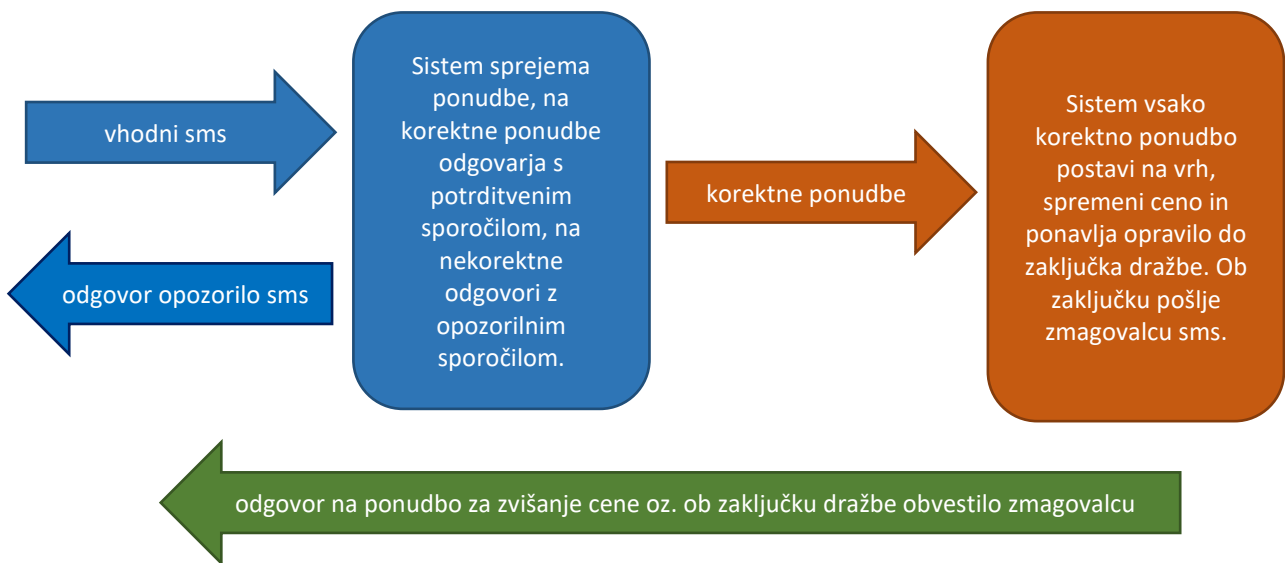 vhodni sms
odgovor opozorilo sms
Sistem sprejema
ponudbe, na
korektne ponudbe
odgovarja s
potrditvenim
sporočilom, na
nekorektne
odgovori z
opozorilnim
sporočilom.
korektne ponudbe
Sistem vsako
korektno ponudbo
postavi na vrh,
spremeni ceno in
ponavlja opravilo do
zaključka dražbe. Ob
zaključku pošlje
zmagovalcu sms.
odgovor na ponudbo za zvišanje cene oz. ob zaključku dražbe obvestilo zmagovalcu